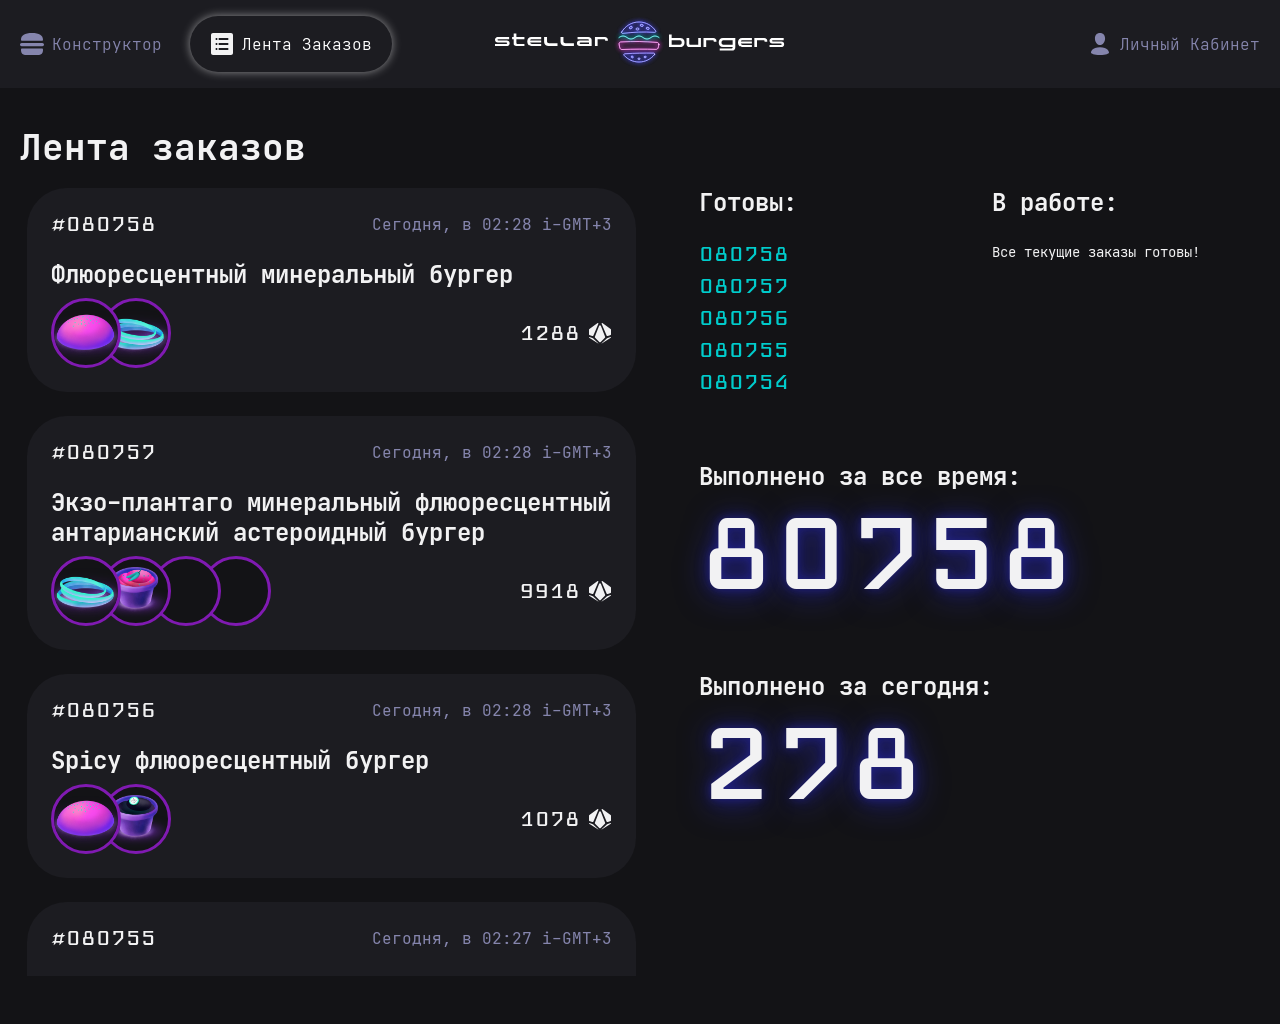 Конструктор
Лента Заказов
stellar burgers
Личный Кабинет
Лента заказов
#080758
Сегодня, в 02:28 i-GMT+3
Флюоресцентный минеральный бургер
1288
#080757
Сегодня, в 02:28 i-GMT+3
Экзо-плантаго минеральный флюоресцентный
антарианский астероидный бургер
9918
#080756
Сегодня, в 02:28 i-GMT+3
Spicy флюоресцентный бургер
1078
#080755
Сегодня, в 02:27 i-GMT+3
Готовы:
080758
080757
080756
080755
080754
В работе:
Все текущие заказы готовы!
Выполнено за все время:
80758
Выполнено за сегодня:
278